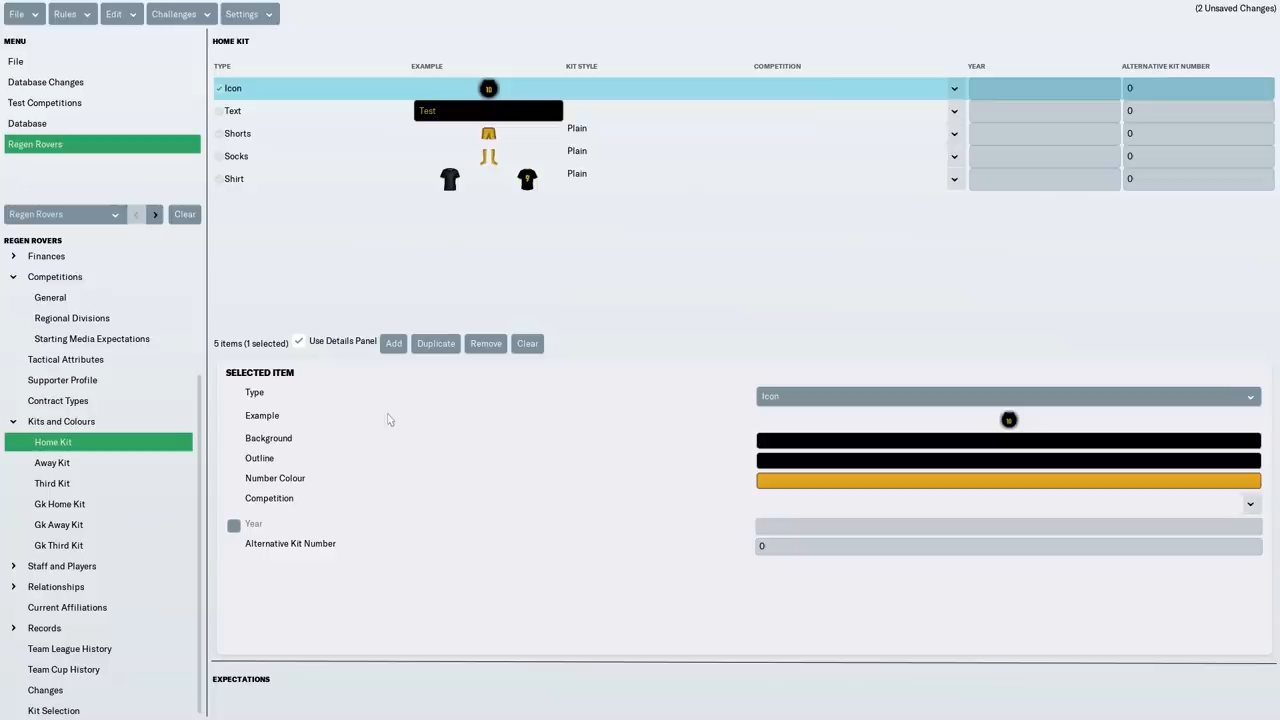 File Rules Edit Challenges Settings (2 Unsaved Changes)
MENU
File
Database Changes
Test Competitions
Database
Regen Rovers
Regen Rovers Clear
REGEN ROVERS
Finances
Competitions
General
Regional Divisions
Starting Media Expectations
Tactical Attributes
Supporter Profile
Contract Types
Kits and Colours
Home Kit
Away Kit
Third Kit
Gk Home Kit
Gk Away Kit
Gk Third Kit
Staff and Players
Relationships
Current Affiliations
Records
Team League History
Team Cup History
Changes
Kit Selection
HOME KIT
TYPE EXAMPLE KIT STYLE COMPETITION YEAR ALTERNATIVE KIT NUMBER
Icon 10 0
Text Test 0
Shorts Plain 0
Socks Plain 0
Shirt 9 Plain 0
5 items (1 selected) Use Details Panel Add Duplicate Remove Clear
SELECTED ITEM
Type Icon
Example 10
Background
Outline
Number Colour
Competition
Year
Alternative Kit Number 0
EXPECTATIONS